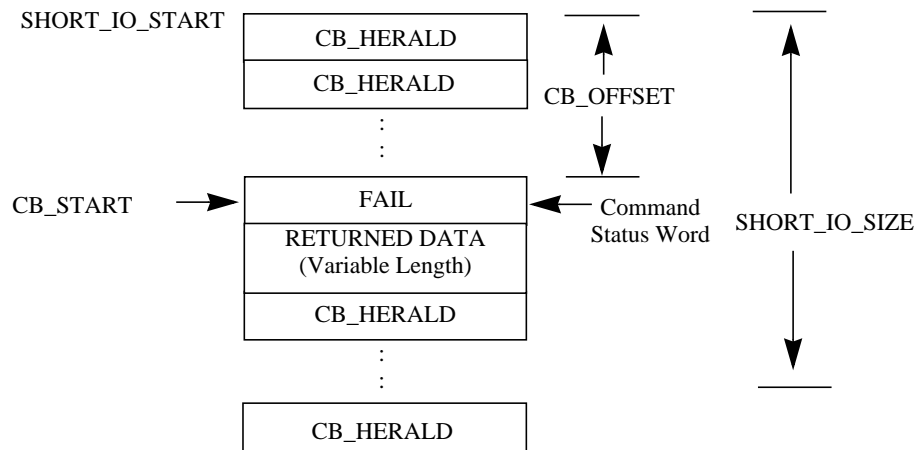 SHORT_IO_START
CB_HERALD
CB_HERALD
CB_OFFSET
CB_START
FAIL
Command
Status Word
SHORT_IO_SIZE
RETURNED DATA
(Variable Length)
CB_HERALD
CB_HERALD